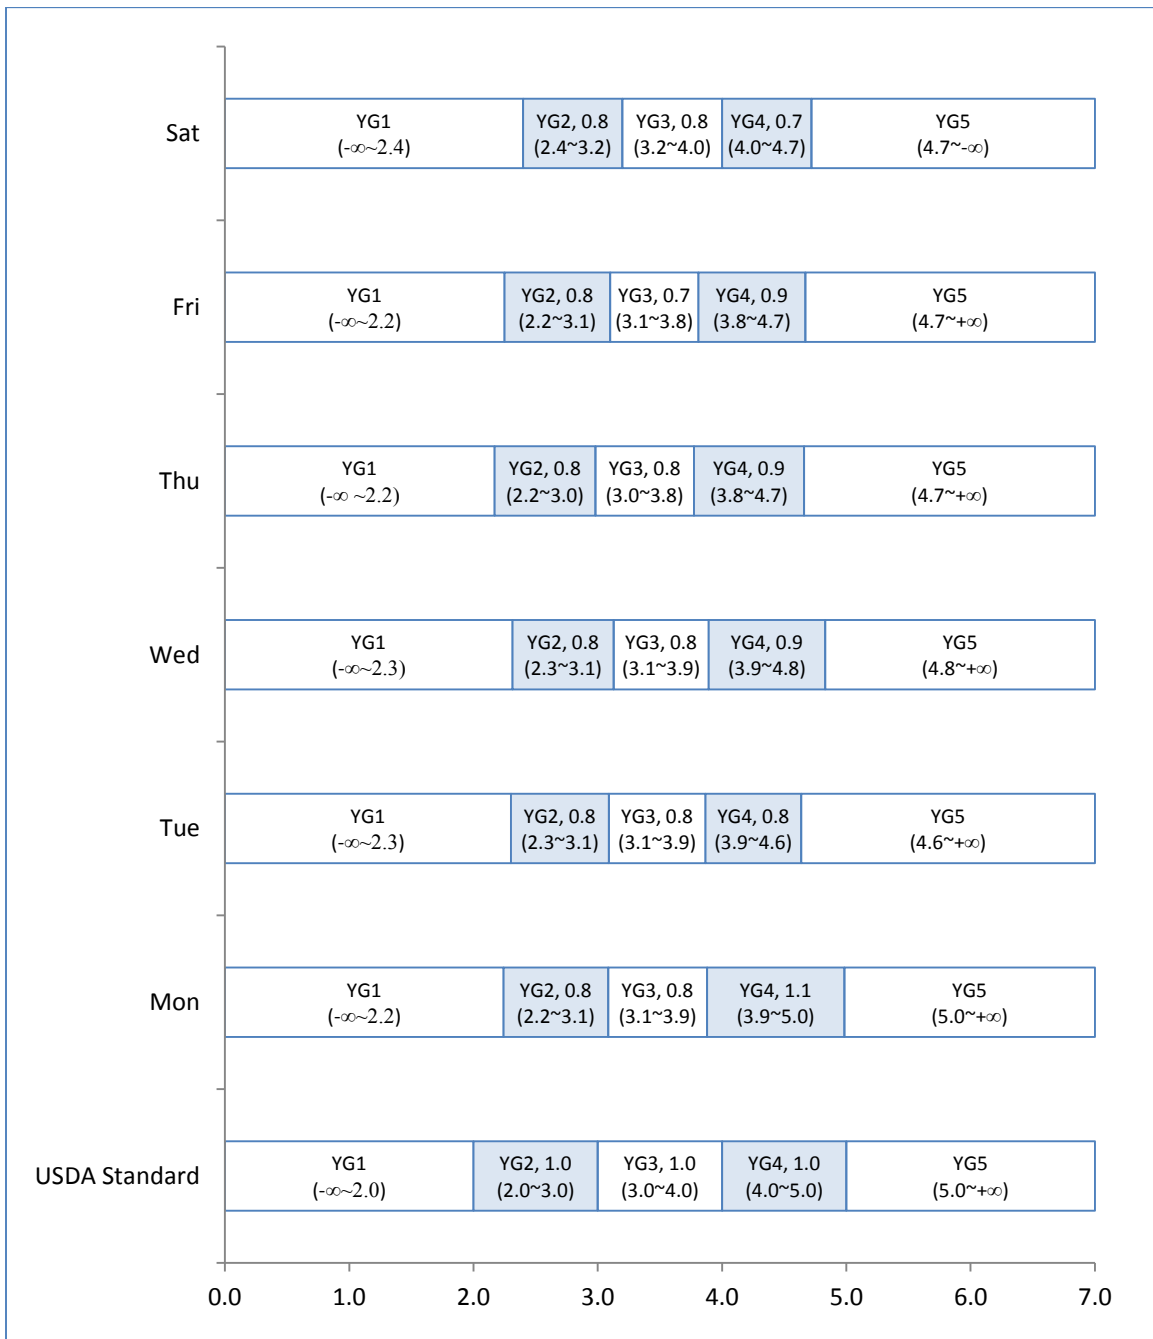 Sat
YG1
(-∞~2.4)
YG2, 0.8
(2.4~3.2)
YG3, 0.8
(3.2~4.0)
YG4, 0.7
(4.0~4.7)
YG5
(4.7~-∞)
Fri
YG1
(-∞~2.2)
YG2, 0.8
(2.2~3.1)
YG3, 0.7
(3.1~3.8)
YG4, 0.9
(3.8~4.7)
YG5
(4.7~+∞)
Thu
YG1
(-∞ ~2.2)
YG2, 0.8
(2.2~3.0)
YG3, 0.8
(3.0~3.8)
YG4, 0.9
(3.8~4.7)
YG5
(4.7~+∞)
Wed
YG1
(-∞~2.3)
YG2, 0.8
(2.3~3.1)
YG3, 0.8
(3.1~3.9)
YG4, 0.9
(3.9~4.8)
YG5
(4.8~+∞)
Tue
YG1
(-∞~2.3)
YG2, 0.8
(2.3~3.1)
YG3, 0.8
(3.1~3.9)
YG4, 0.8
(3.9~4.6)
YG5
(4.6~+∞)
Mon
YG1
(-∞~2.2)
YG2, 0.8
(2.2~3.1)
YG3, 0.8
(3.1~3.9)
YG4, 1.1
(3.9~5.0)
YG5
(5.0~+∞)
USDA Standard
YG1
(-∞~2.0)
YG2, 1.0
(2.0~3.0)
YG3, 1.0
(3.0~4.0)
YG4, 1.0
(4.0~5.0)
YG5
(5.0~+∞)
0.0 1.0 2.0 3.0 4.0 5.0 6.0 7.0